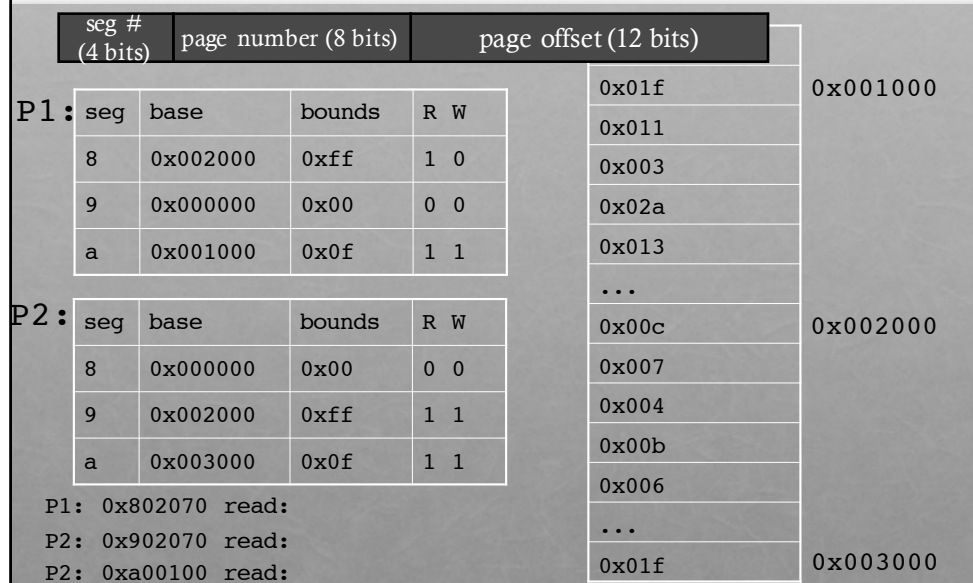 seg # (4 bits) page number (8 bits) page offset (12 bits)
P1:
seg base bounds R W
8 0x002000 0xff 1 0
9 0x000000 0x00 0 0
a 0x001000 0x0f 1 1
P2:
seg base bounds R W
8 0x000000 0x00 0 0
9 0x002000 0xff 1 1
a 0x003000 0x0f 1 1
P1: 0x802070 read:
P2: 0x902070 read:
P2: 0xa00100 read:
0x01f 0x001000
0x011
0x003
0x02a
0x013
...
0x00c 0x002000
0x007
0x004
0x00b
0x006
...
0x01f 0x003000